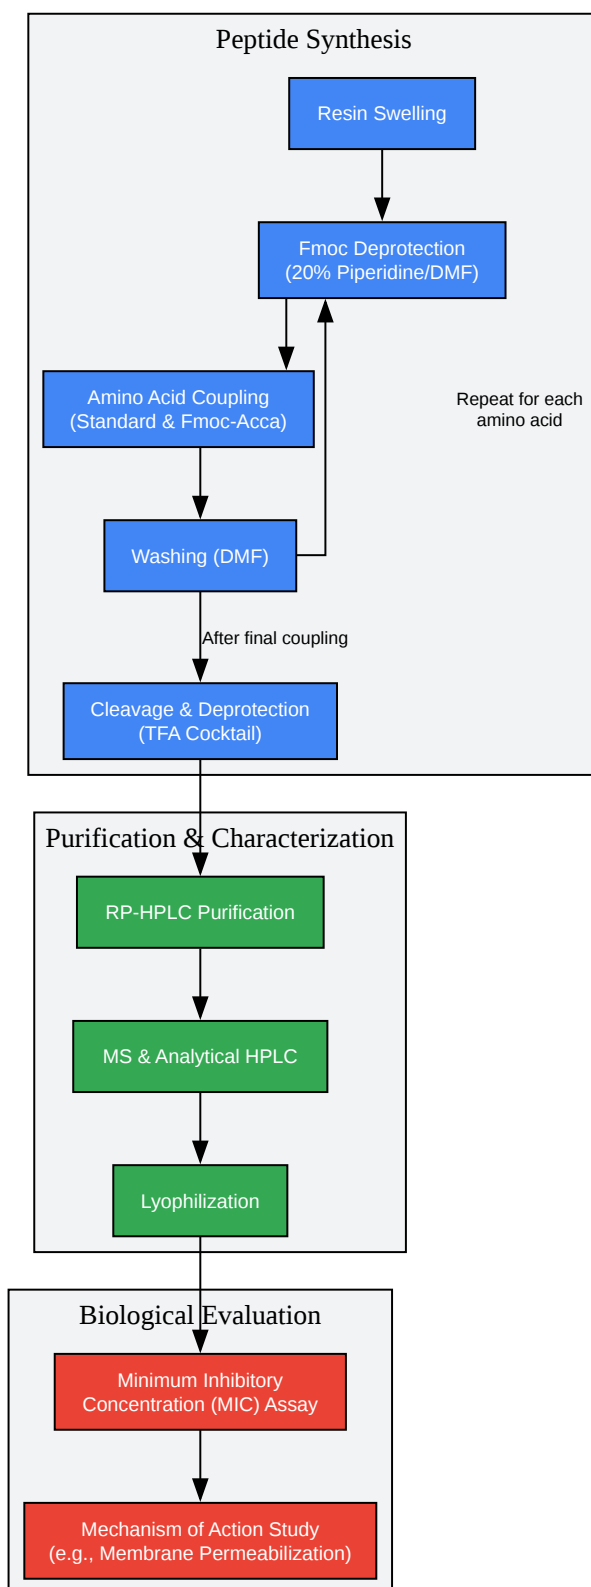 Peptide Synthesis
Resin Swelling
Fmoc Deprotection
(20% Piperidine/DMF)
Amino Acid Coupling
(Standard & Fmoc-Acca)
Repeat for each
amino acid
Washing (DMF)
After final coupling
Cleavage & Deprotection
(TFA Cocktail)
Purification & Characterization
RP-HPLC Purification
MS & Analytical HPLC
Lyophilization
Biological Evaluation
Minimum Inhibitory
Concentration (MIC) Assay
Mechanism of Action Study
(e.g., Membrane Permeabilization)